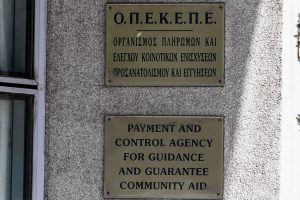 Ο.Π.Ε.Κ.Ε.Π.Ε.
ΟΡΓΑΝΙΣΜΟΣ ΠΛΗΡΩΜΩΝ ΚΑΙ
ΕΛΕΓΧΟΥ ΚΟΙΝΟΤΙΚΩΝ ΕΝΙΣΧΥΣΕΩΝ
ΠΡΟΣΑΝΑΤΟΛΙΣΜΟΥ ΚΑΙ ΕΓΓΥΗΣΕΩΝ
PAYMENT AND
CONTROL AGENCY
FOR GUIDANCE
AND GUARANTEE
COMMUNITY AID